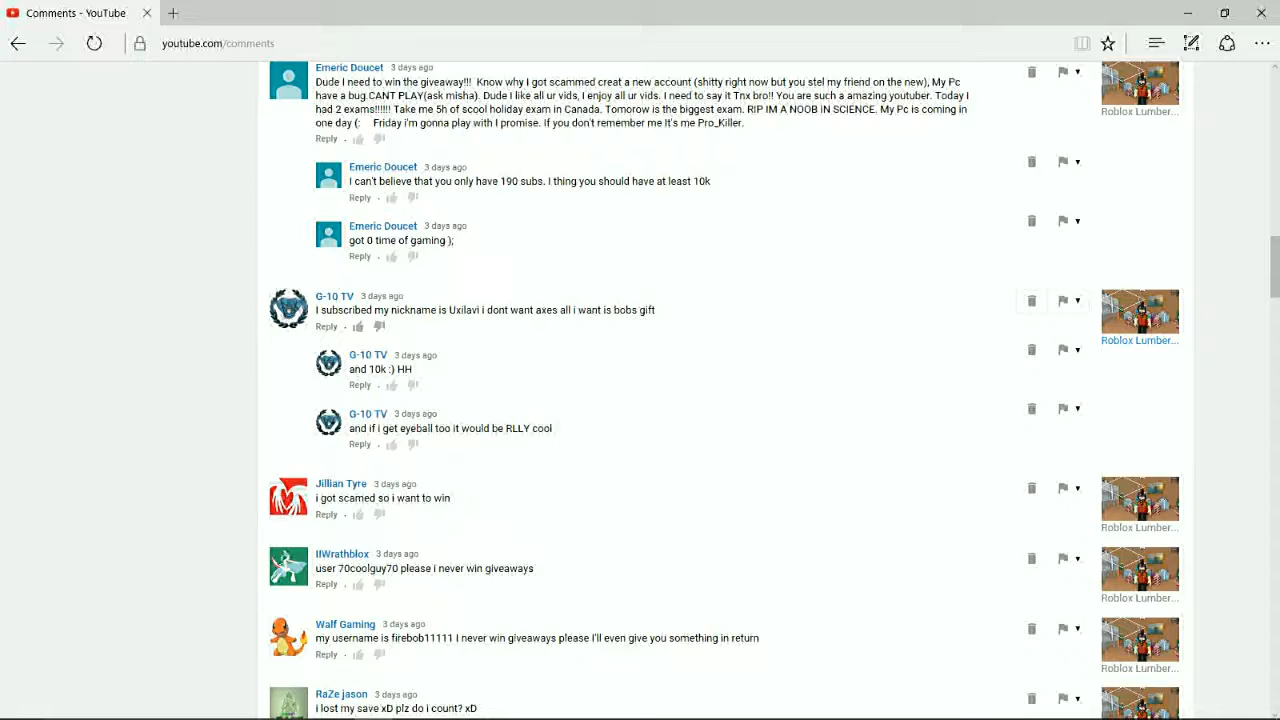 Comments - YouTube
youtube.com/comments
Emeric Doucet 3 days ago
Dude I need to win the giveaway!!! Know why I got scammed creat a new account (shitty right now but you stel my friend on the new), My Pc
have a bug.CANT PLAY(ask misha). Dude I like all ur vids, I enjoy all ur vids. I need to say it Tnx bro!! You are such a amazing youtuber. Today I
had 2 exams!!!!!! Take me 5h of scool holiday exam in Canada. Tomorow is the biggest exam. RIP IM A NOOB IN SCIENCE. My Pc is coming in
one day (: Friday i'm gonna play with I promise. If you don't remember me It's me Pro_Killer.
Roblox Lumber...
Reply
Emeric Doucet 3 days ago
I can't believe that you only have 190 subs. I thing you should have at least 10k
Reply
Emeric Doucet 3 days ago
got 0 time of gaming );
Reply
G-10 TV 3 days ago
I subscribed my nickname is Uxilavi i dont want axes all i want is bobs gift
Reply
Roblox Lumber...
G-10 TV 3 days ago
and 10k :) HH
Reply
G-10 TV 3 days ago
and if i get eyeball too it would be RLLY cool
Reply
Jillian Tyre 3 days ago
i got scamed so i want to win
Reply
Roblox Lumber...
IIWrathblox 3 days ago
user 70coolguy70 please i never win giveaways
Reply
Roblox Lumber...
Walf Gaming 3 days ago
my username is firebob11111 I never win giveaways please I'll even give you something in return
Reply
Roblox Lumber...
RaZe jason 3 days ago
i lost my save xD plz do i count? xD